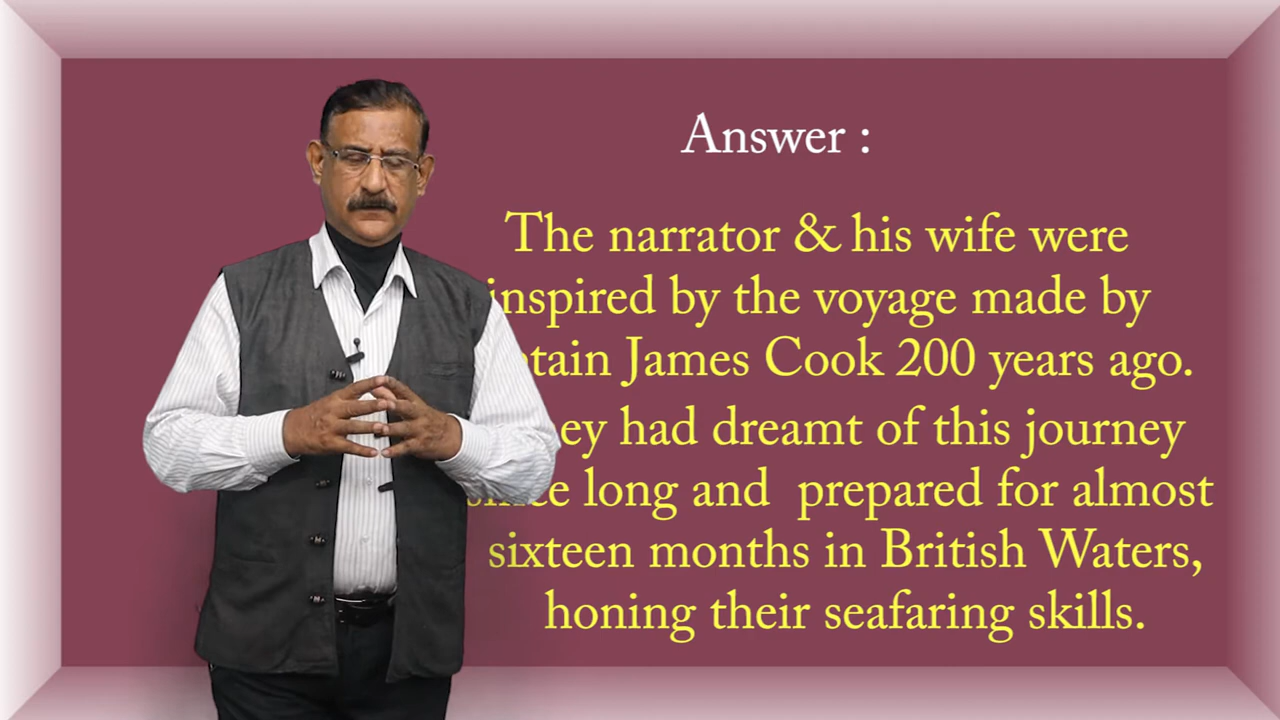 Answer :
The narrator & his wife were
inspired by the voyage made by
James Cook 200 years ago.
had dreamt of this journey
long and prepared for almost
sixteen months in British Waters,
honing their seafaring skills.